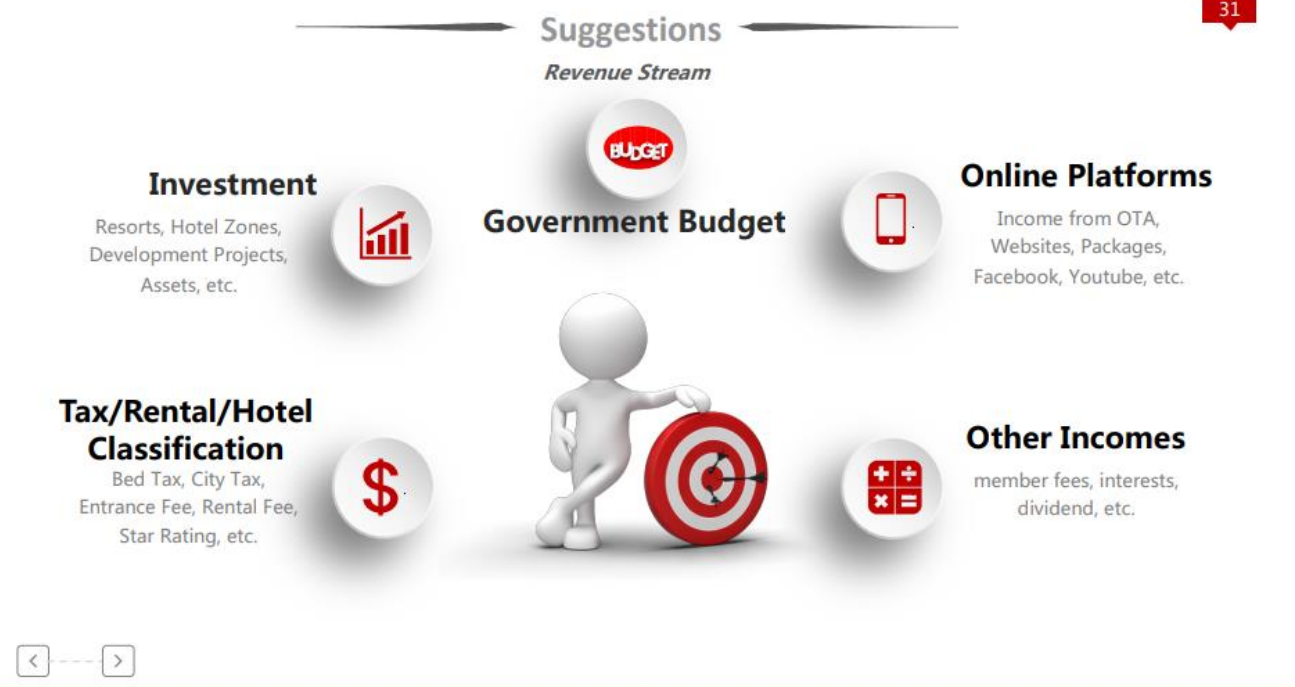 31
Suggestions
Revenue Stream
BUDGET
Government Budget
Investment
Resorts, Hotel Zones,
Development Projects,
Assets, etc.
Online Platforms
Income from OTA,
Websites, Packages,
Facebook, Youtube, etc.
Tax/Rental/Hotel
Classification
Bed Tax, City Tax,
Entrance Fee, Rental Fee,
Star Rating, etc.
$
Other Incomes
member fees, interests,
dividend, etc.